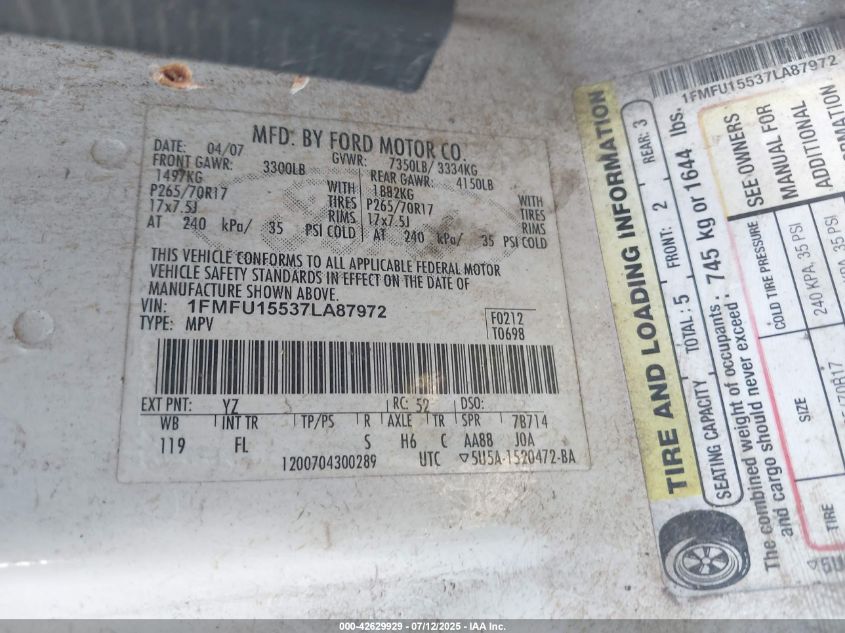 MFD. BY FORD MOTOR CO.
DATE: 04/07 GVWR: 7350LB/ 3334KG
FRONT GAWR: 3300LB REAR GAWR: 4150LB
1497KG WITH 1882KG WITH
P265/70R17 TIRES P265/70R17 TIRES
17x7.5J RIMS 17x7.5J RIMS
AT 240 kPa/ 35 PSI COLD AT 240 kPa/ 35 PSI COLD
THIS VEHICLE CONFORMS TO ALL APPLICABLE FEDERAL MOTOR
VEHICLE SAFETY STANDARDS IN EFFECT ON THE DATE OF
MANUFACTURE SHOWN ABOVE.
VIN: 1FMFU15537LA87972
TYPE: MPV
F0212
T0698
EXT PNT: YZ RC: 52 DSO:
WB INT TR TP/PS R AXLE TR SPR 7B714
119 FL S H6 C AA88 J0A
1200704300289 UTC ▽5U5A-1520472-BA
1FMFU15537LA87972
TIRE AND LOADING INFORMATION
SEATING CAPACITY TOTAL: 5 FRONT: 2 REAR: 3
The combined weight of occupants and cargo should never exceed: 745 kg or 1644 lbs.
TIRE SIZE COLD TIRE PRESSURE
240 KPA, 35 PSI
KPA, 35 PSI
SEE OWNERS
MANUAL FOR
ADDITIONAL
▽5U
000-42629929 - 07/12/2025 - IAA Inc.